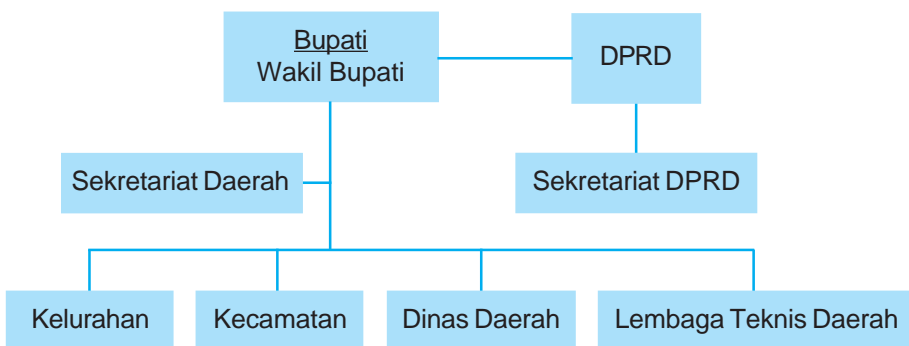 Bupati
Wakil Bupati
DPRD
Sekretariat Daerah
Sekretariat DPRD
Kelurahan
Kecamatan
Dinas Daerah
Lembaga Teknis Daerah